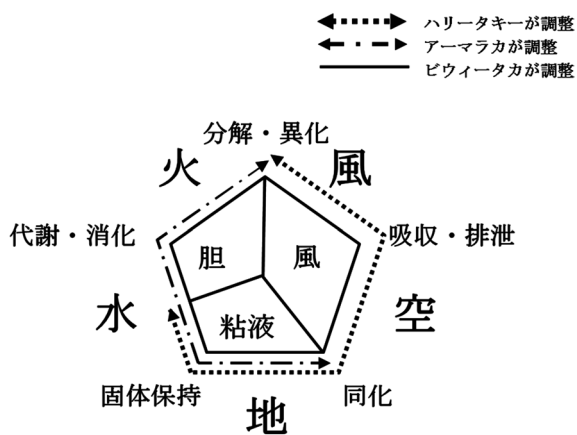 ハリータキーが調整
アーマラカが調整
ビウィータカが調整
分解・異化
火
風
代謝・消化
吸収・排泄
胆
風
水
空
粘液
固体保持
同化
地